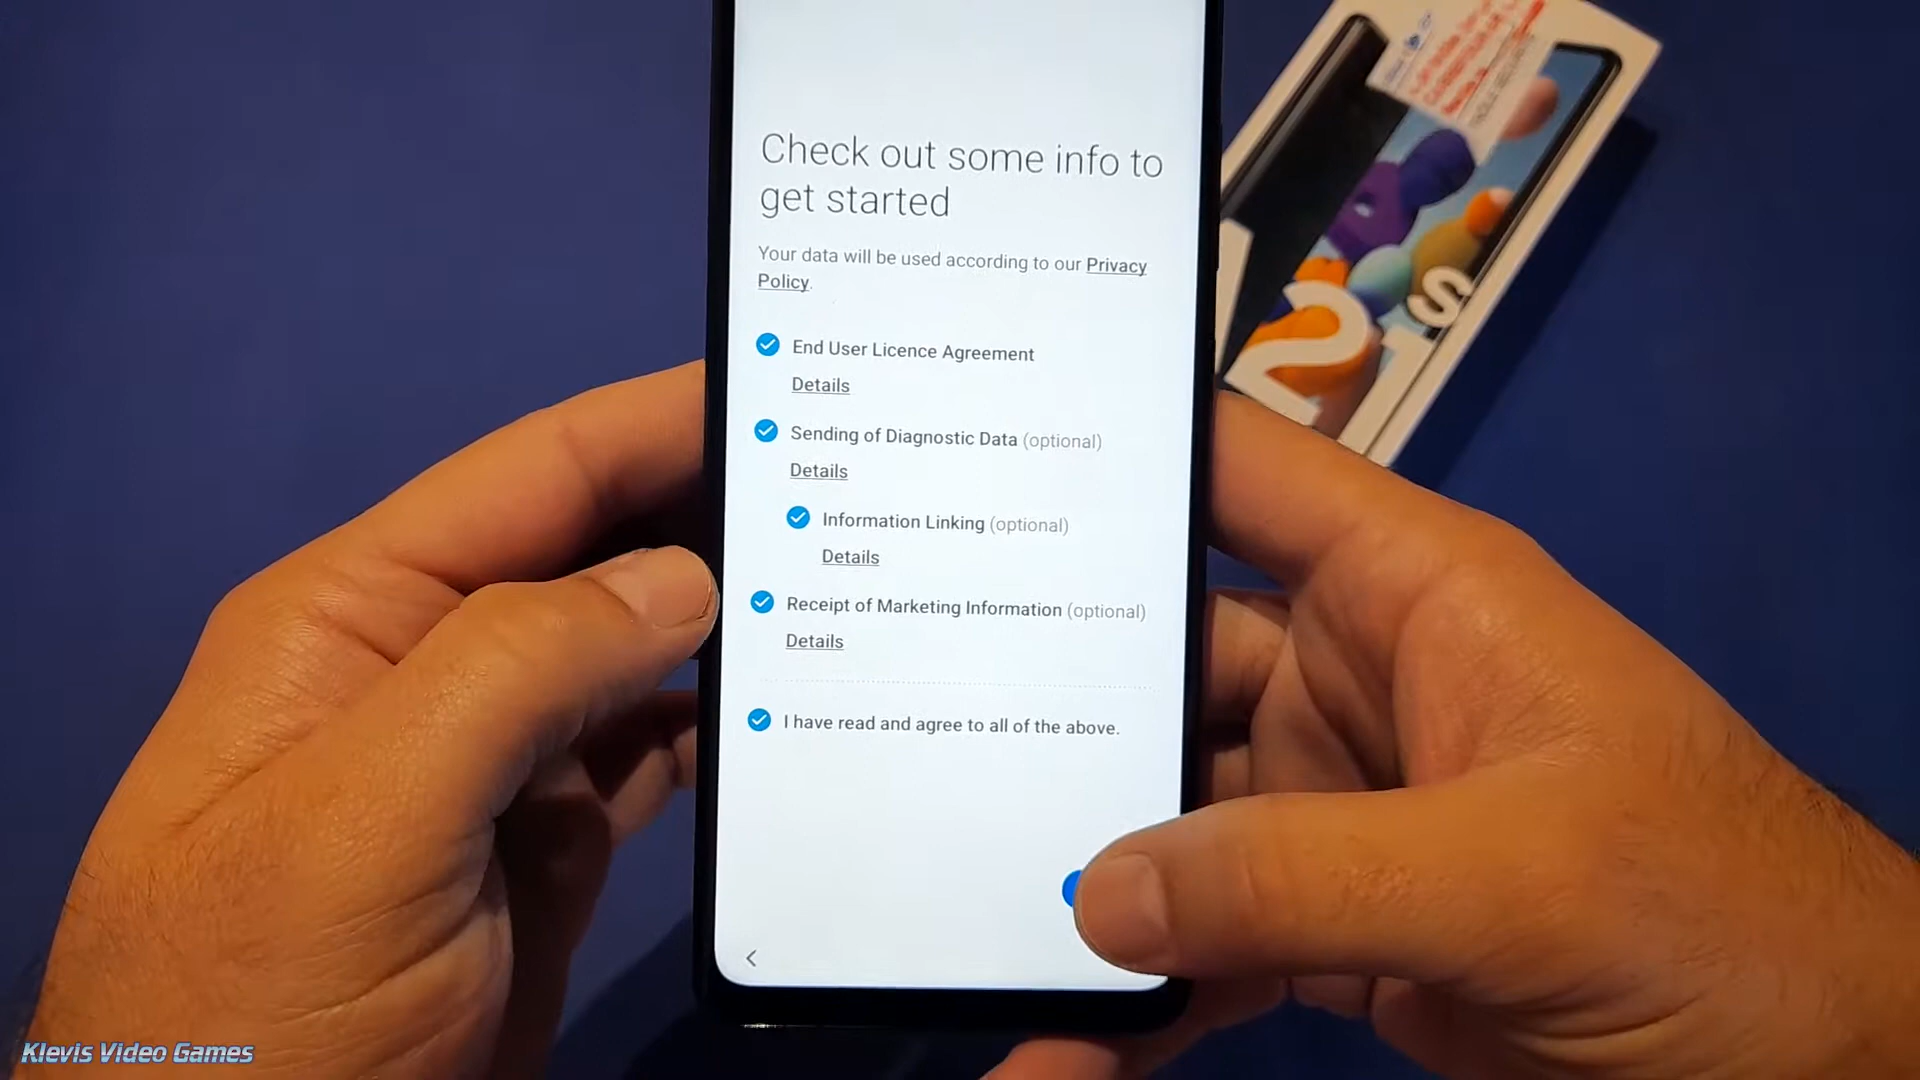 Check out some info to
get started
Your data will be used according to our Privacy
Policy.
End User Licence Agreement
Details
Sending of Diagnostic Data (optional)
Details
Information Linking (optional)
Details
Receipt of Marketing Information (optional)
Details
I have read and agree to all of the above.
21s
Klevis Video Games